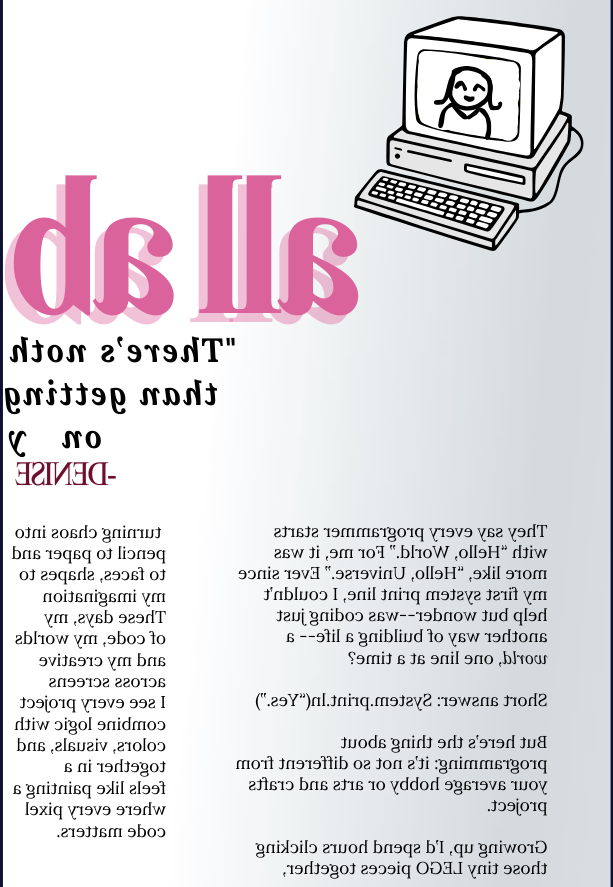 all ab
"There's noth
than getting
on y
-DENISE
They say every programmer starts
with “Hello, World.” For me, it was
more like, “Hello, Universe.” Ever since
my first system print line, I couldn't
help but wonder--was coding just
another way of building a life-- a
world, one line at a time?
Short answer: System.print.ln(“Yes.”)
But here's the thing about
programming: it's not so different from
your average hobby or arts and crafts
project.
Growing up, I'd spend hours clicking
those tiny LEGO pieces together,
turning chaos into
pencil to paper and
to faces, shapes to
my imagination
These days, my
of code, my worlds
and my creative
across screens
I see every project
combine logic with
colors, visuals, and
together in a
feels like painting a
where every pixel
code matters.